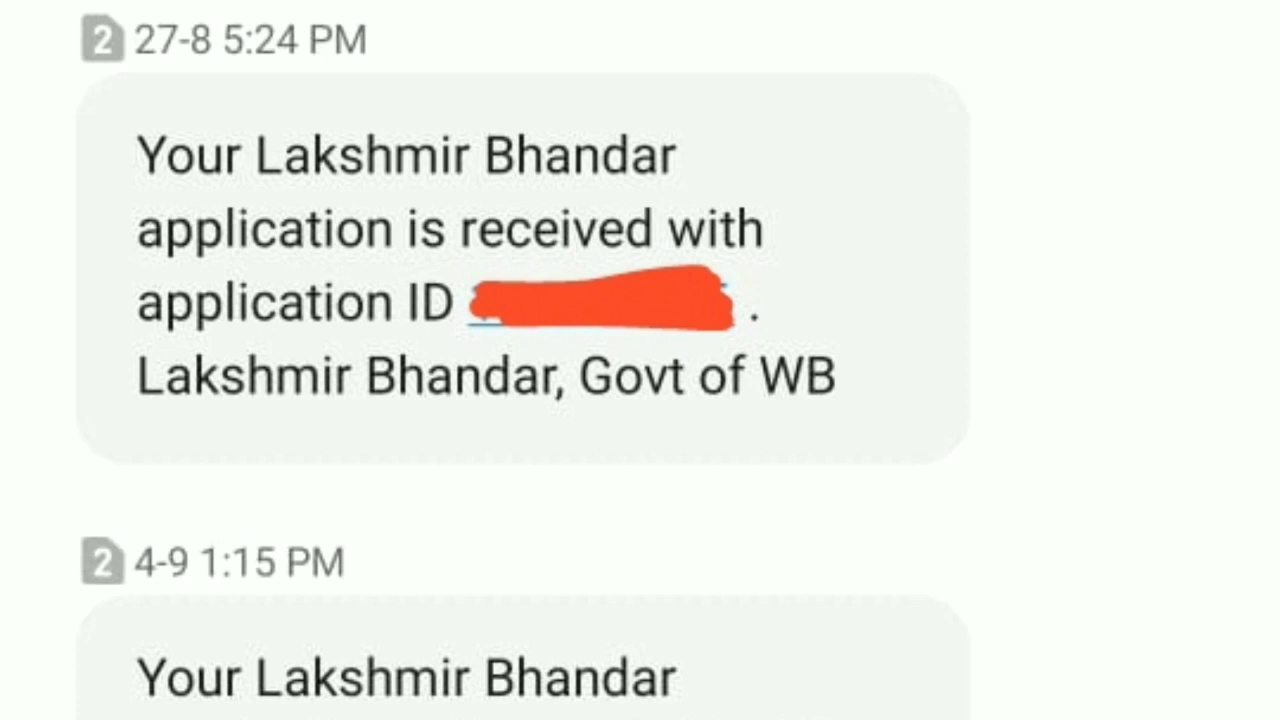 2 27-8 5:24 PM
Your Lakshmir Bhandar
application is received with
application ID .
Lakshmir Bhandar, Govt of WB
2 4-9 1:15 PM
Your Lakshmir Bhandar